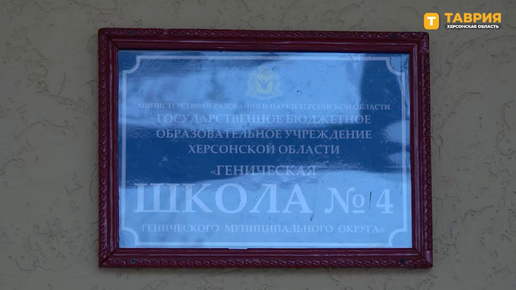 ТАВРИЯ
ХЕРСОНСКАЯ ОБЛАСТЬ
МИНИСТЕРСТВО ОБРАЗОВАНИЯ И НАУКИ ХЕРСОНСКОЙ ОБЛАСТИ
ГОСУДАРСТВЕННОЕ БЮДЖЕТНОЕ
ОБРАЗОВАТЕЛЬНОЕ УЧРЕЖДЕНИЕ
ХЕРСОНСКОЙ ОБЛАСТИ
«ГЕНИЧЕСКАЯ
ШКОЛА №4
ГЕНИЧЕСКОГО МУНИЦИПАЛЬНОГО ОКРУГА»